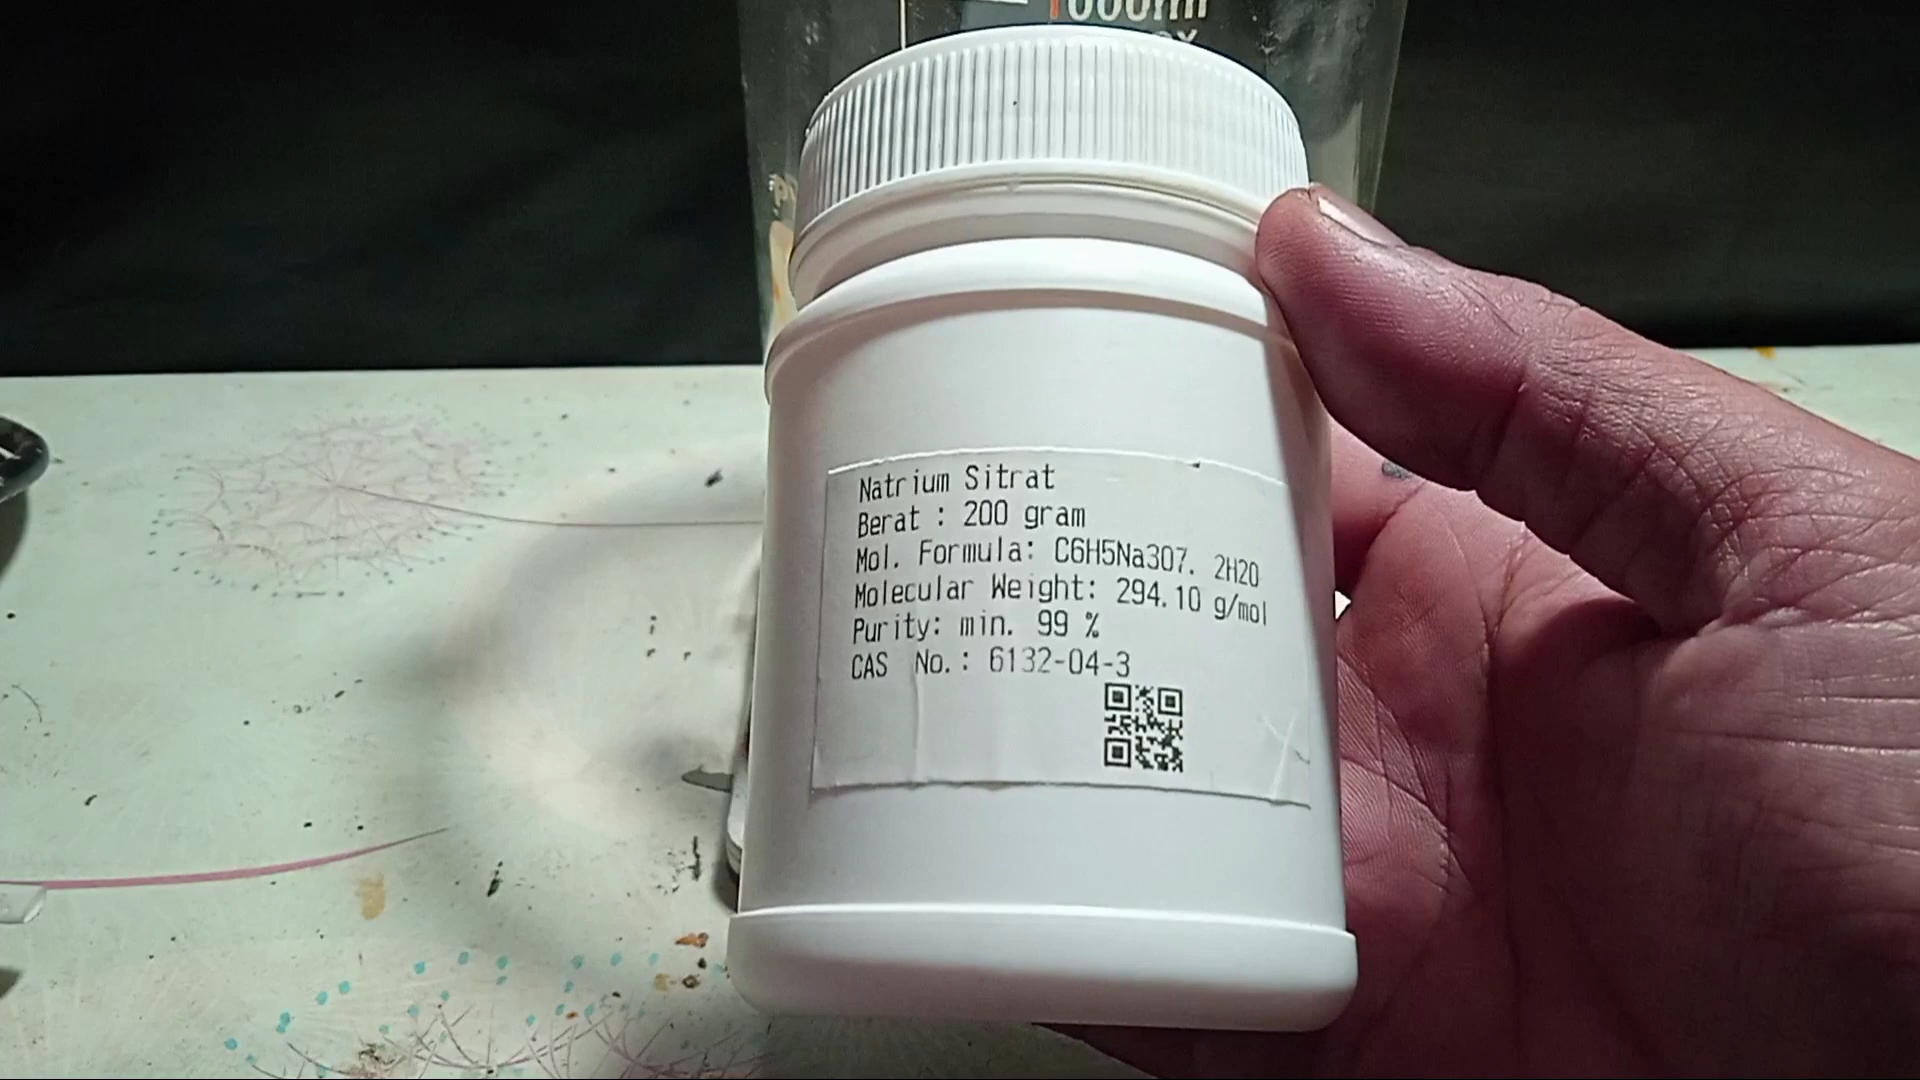 1000ml
Natrium Sitrat
Berat : 200 gram
Mol. Formula: C6H5Na3O7. 2H2O
Molecular Weight: 294.10 g/mol
Purity: min. 99 %
CAS No.: 6132-04-3